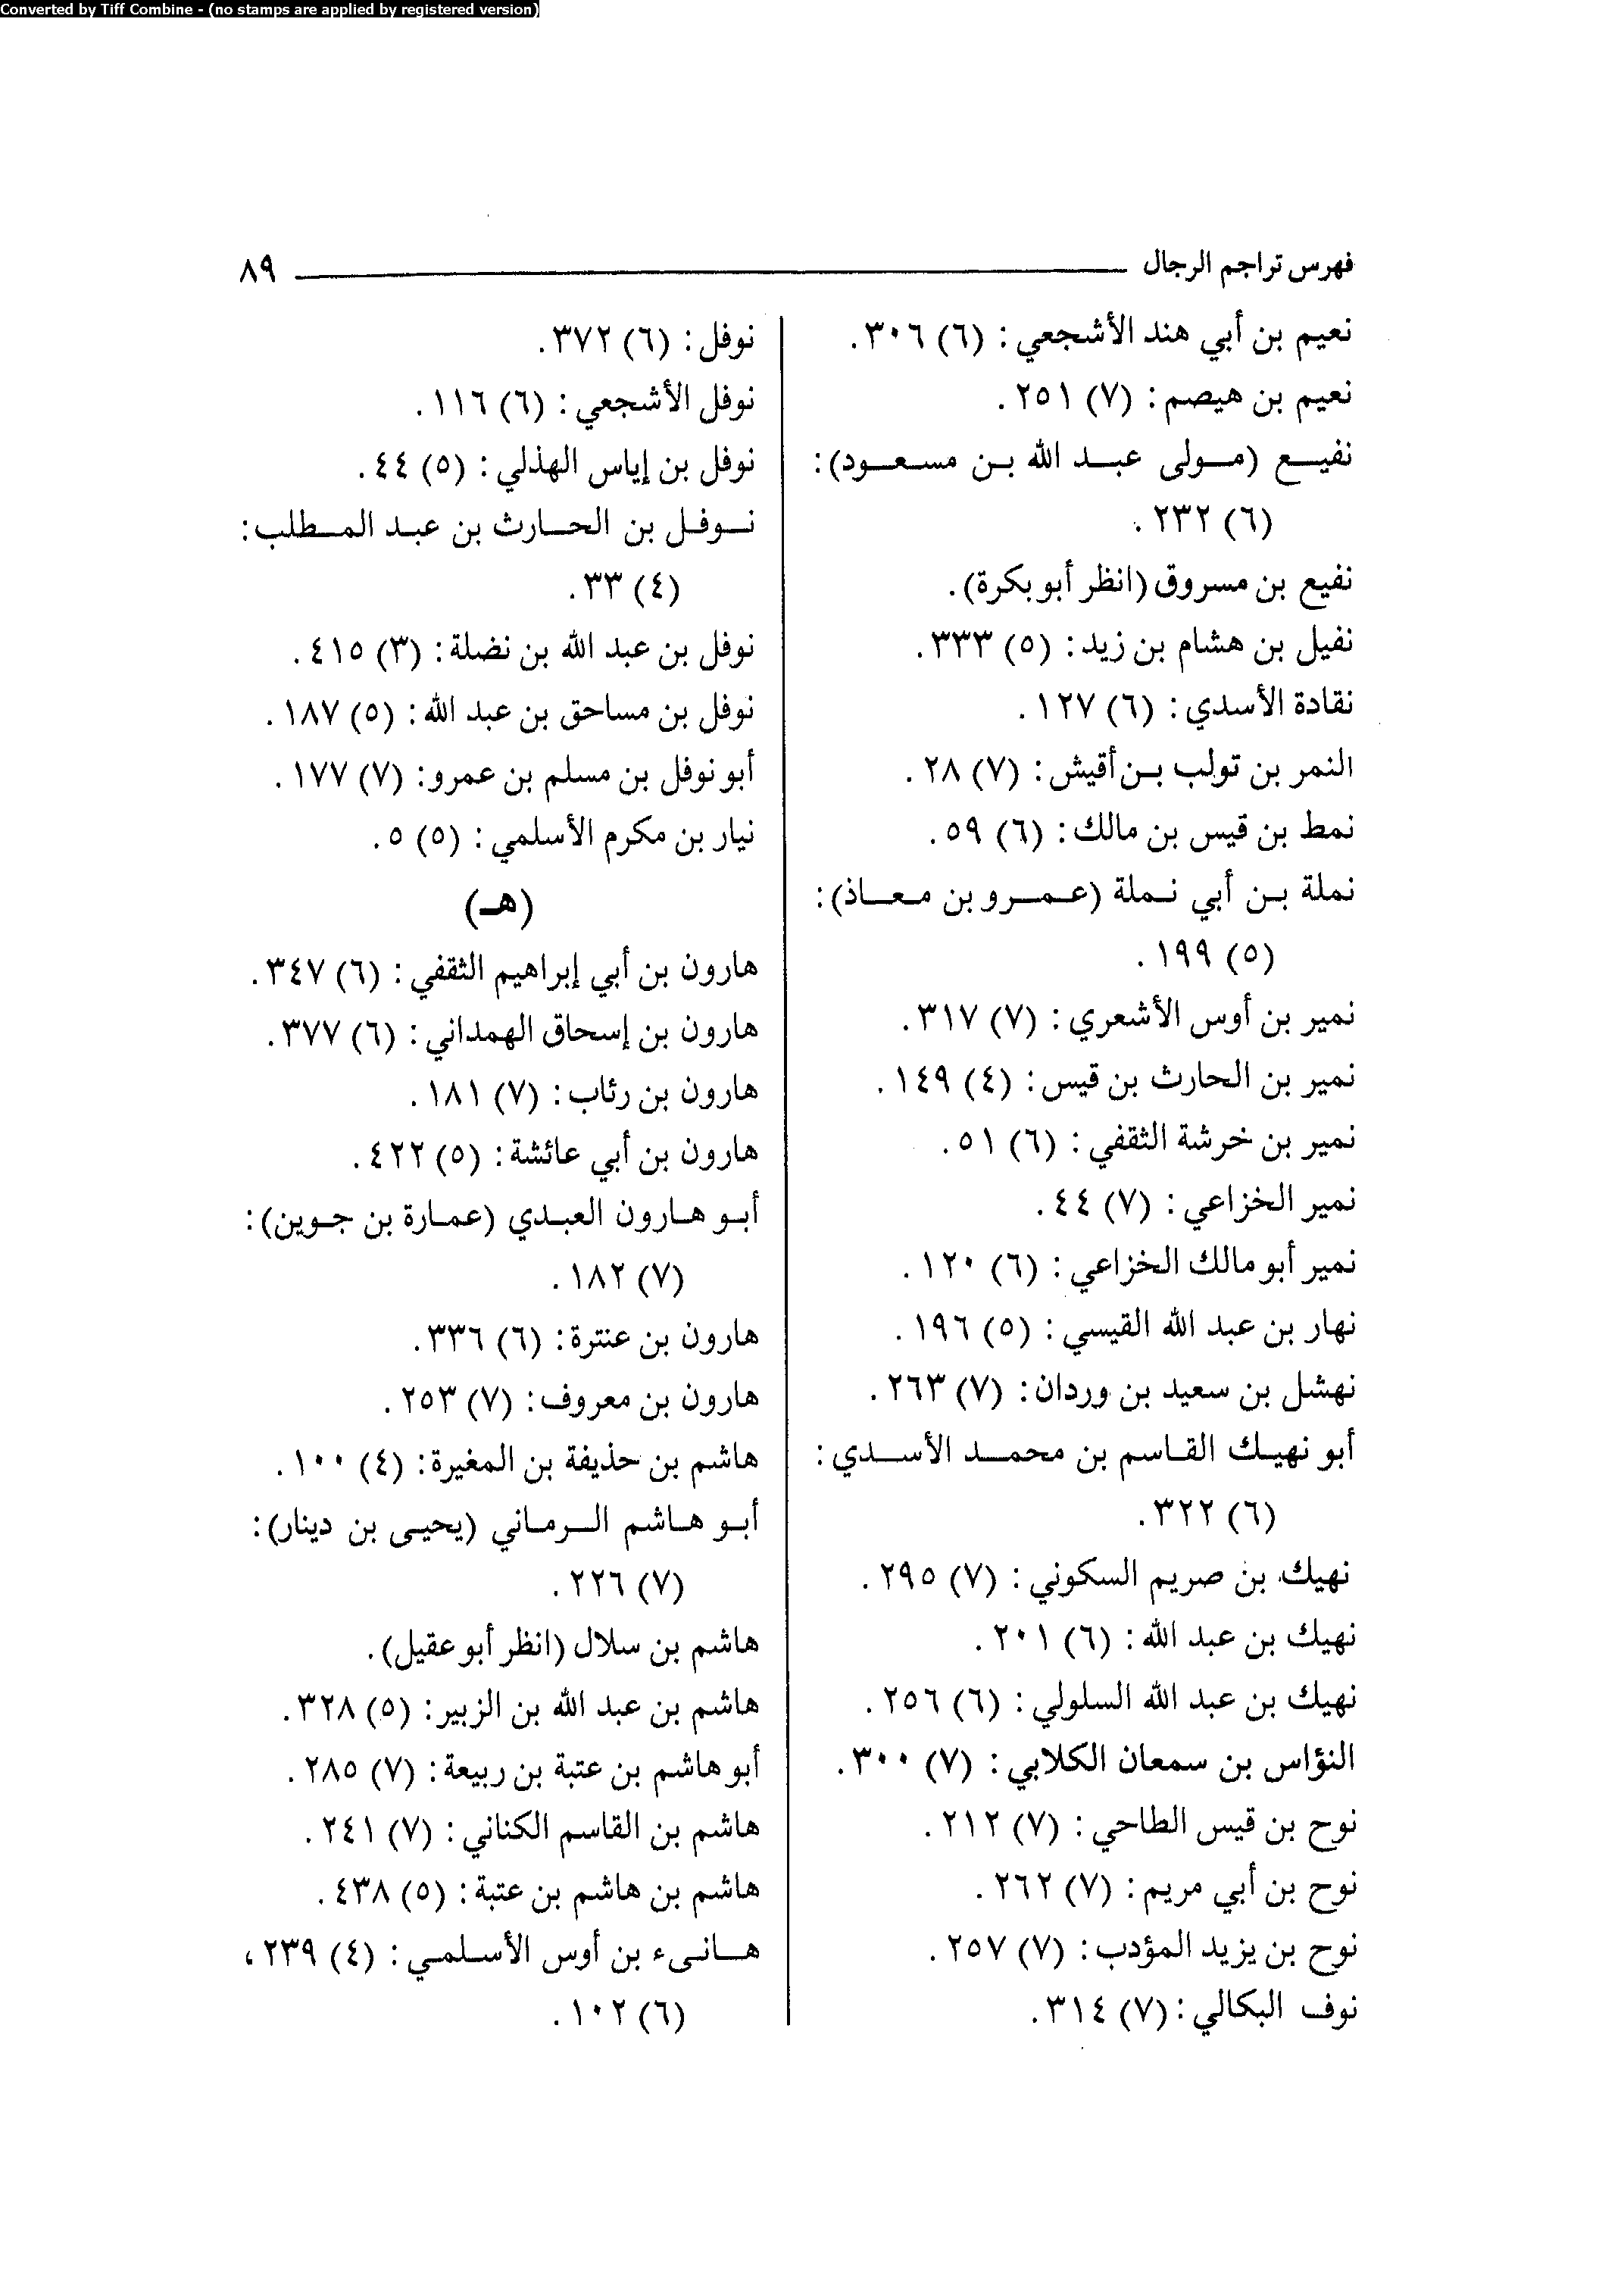 Converted by Tiff Combine - (no stamps are applied by registered version)
فهرس تراجم الرجال ٨٩
نعيم بن أبي هند الأشجعي: (٦) ٣٠٦.
نعيم بن هيصم: (٧) ٢٥١.
نفيع (مولى عبد الله بن مسعود):
(٦) ٢٣٢.
نفيع بن مسروق (انظر أبو بكرة).
نفيل بن هشام بن زيد: (٥) ٣٣٣.
نقادة الأسدي: (٦) ١٢٧.
النمر بن تولب بن أقيش: (٧) ٢٨.
نمط بن قيس بن مالك: (٦) ٥٩.
نملة بن أبي نملة (عمرو بن معاذ):
(٥) ١٩٩.
نمير بن أوس الأشعري: (٧) ٣١٧.
نمير بن الحارث بن قيس: (٤) ١٤٩.
نمير بن خرشة الثقفي: (٦) ٥١.
نمير الخزاعي: (٧) ٤٤.
نمير أبو مالك الخزاعي: (٦) ١٢٠.
نهار بن عبد الله القيسي: (٥) ١٩٦.
نهشل بن سعيد بن وردان: (٧) ٢٦٣.
أبو نهيك القاسم بن محمد الأسدي:
(٦) ٣٢٢.
نهيك بن صريم السكوني: (٧) ٢٩٥.
نهيك بن عبد الله: (٦) ٢٠١.
نهيك بن عبد الله السلولي: (٦) ٢٥٦.
النؤاس بن سمعان الكلابي: (٧) ٣٠٠.
نوح بن قيس الطاحي: (٧) ٢١٢.
نوح بن أبي مريم: (٧) ٢٦٢.
نوح بن يزيد المؤدب: (٧) ٢٥٧.
نوف البكالي: (٧) ٣١٤.
نوفل: (٦) ٣٧٢.
نوفل الأشجعي: (٦) ١١٦.
نوفل بن إياس الهذلي: (٥) ٤٤.
نوفل بن الحارث بن عبد المطلب:
(٤) ٣٣.
نوفل بن عبد الله بن نضلة: (٣) ٤١٥.
نوفل بن مساحق بن عبد الله: (٥) ١٨٧.
أبو نوفل بن مسلم بن عمرو: (٧) ١٧٧.
نيار بن مكرم الأسلمي: (٥) ٥.
(هـ)
هارون بن أبي إبراهيم الثقفي: (٦) ٣٤٧.
هارون بن إسحاق الهمداني: (٦) ٣٧٧.
هارون بن رئاب: (٧) ١٨١.
هارون بن أبي عائشة: (٥) ٤٢٢.
أبو هارون العبدي (عمارة بن جوين):
(٧) ١٨٢.
هارون بن عنترة: (٦) ٣٣٦.
هارون بن معروف: (٧) ٢٥٣.
هاشم بن حذيفة بن المغيرة: (٤) ١٠٠.
أبو هاشم الرماني (يحيى بن دينار):
(٧) ٢٢٦.
هاشم بن سلال (انظر أبو عقيل).
هاشم بن عبد الله بن الزبير: (٥) ٣٢٨.
أبو هاشم بن عتبة بن ربيعة: (٧) ٢٨٥.
هاشم بن القاسم الكناني: (٧) ٢٤١.
هاشم بن هاشم بن عتبة: (٥) ٤٣٨.
هانىء بن أوس الأسلمي: (٤) ٢٣٩،
(٦) ١٠٢.